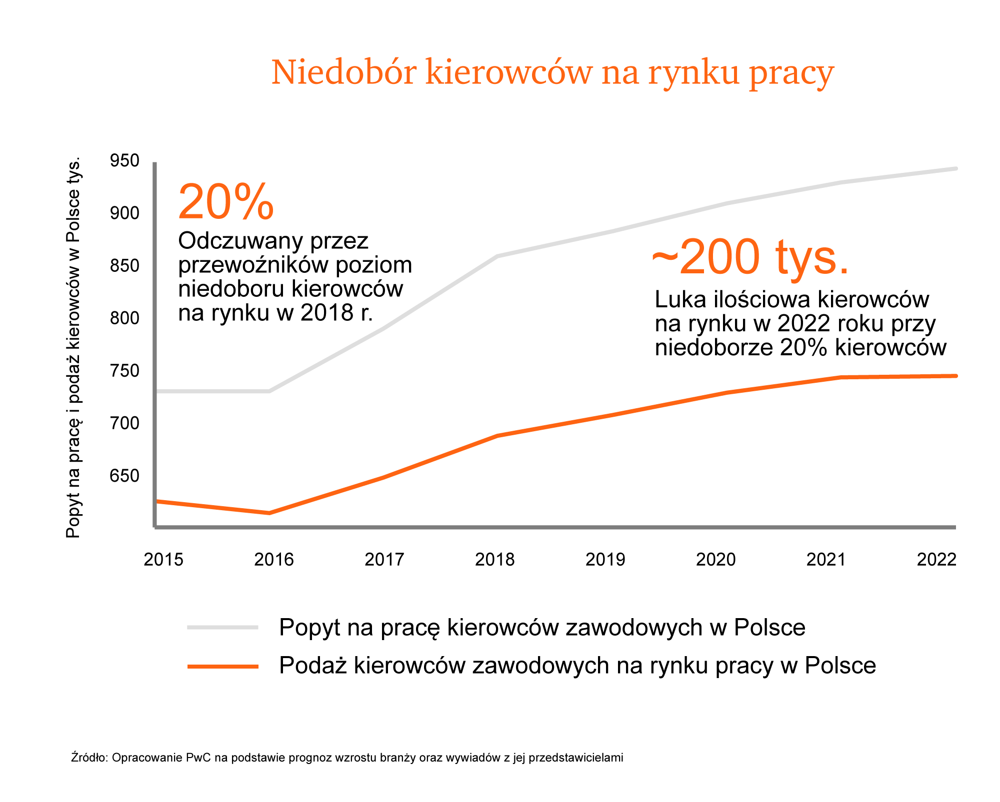 Niedobór kierowców na rynku pracy
Popyt na pracę i podaż kierowców w Polsce tys.
950
900
850
800
750
700
650
20%
Odczuwany przez
przewoźników poziom
niedoboru kierowców
na rynku w 2018 r.
~200 tys.
Luka ilościowa kierowców
na rynku w 2022 roku przy
niedoborze 20% kierowców
2015 2016 2017 2018 2019 2020 2021 2022
Popyt na pracę kierowców zawodowych w Polsce
Podaż kierowców zawodowych na rynku pracy w Polsce
Źródło: Opracowanie PwC na podstawie prognoz wzrostu branży oraz wywiadów z jej przedstawicielami